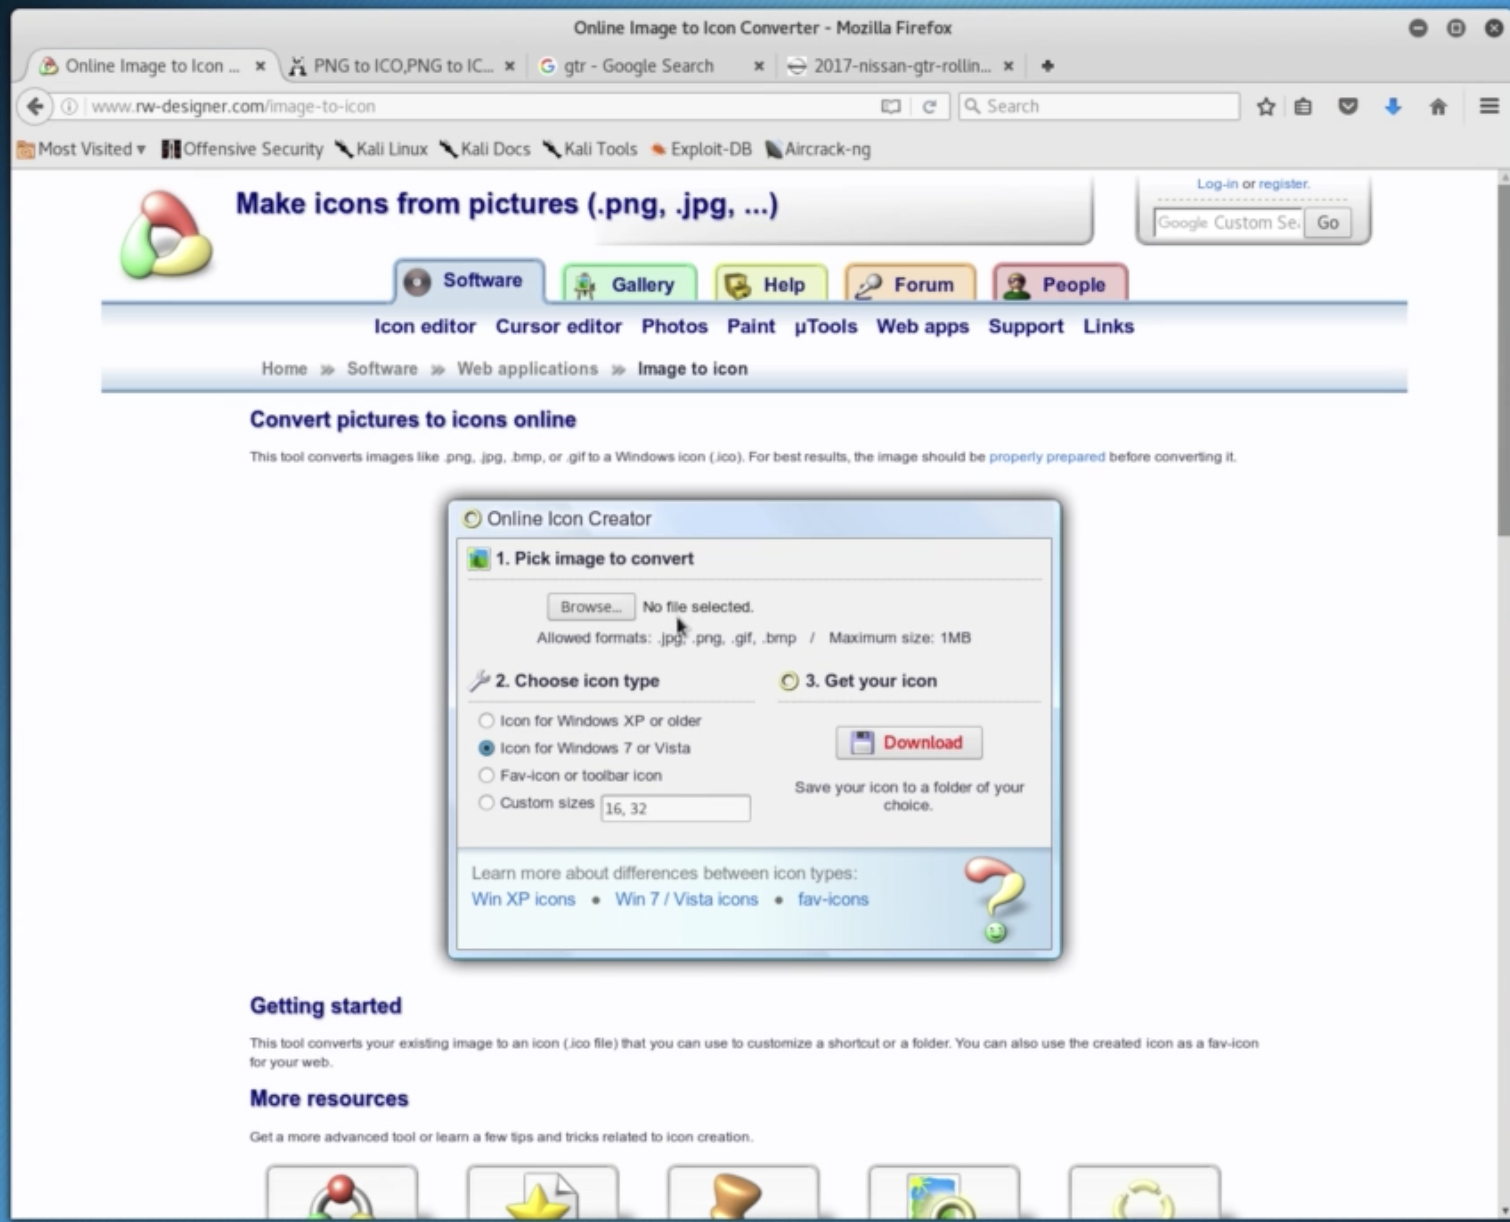 Online Image to Icon Converter - Mozilla Firefox
Online Image to Icon ...
PNG to ICO,PNG to IC...
gtr - Google Search
2017-nissan-gtr-rollin...
www.rw-designer.com/image-to-icon
Search
Most Visited
Offensive Security
Kali Linux
Kali Docs
Kali Tools
Exploit-DB
Aircrack-ng
Make icons from pictures (.png, .jpg, ...)
Log-in or register.
Google Custom Se
Go
Software
Gallery
Help
Forum
People
Icon editor Cursor editor Photos Paint µTools Web apps Support Links
Home » Software » Web applications » Image to icon
Convert pictures to icons online
This tool converts images like .png, .jpg, .bmp, or .gif to a Windows icon (.ico). For best results, the image should be properly prepared before converting it.
Online Icon Creator
1. Pick image to convert
Browse... No file selected.
Allowed formats: .jpg, .png, .gif, .bmp / Maximum size: 1MB
2. Choose icon type
Icon for Windows XP or older
Icon for Windows 7 or Vista
Fav-icon or toolbar icon
Custom sizes 16, 32
3. Get your icon
Download
Save your icon to a folder of your
choice.
Learn more about differences between icon types:
Win XP icons • Win 7 / Vista icons • fav-icons
Getting started
This tool converts your existing image to an icon (.ico file) that you can use to customize a shortcut or a folder. You can also use the created icon as a fav-icon
for your web.
More resources
Get a more advanced tool or learn a few tips and tricks related to icon creation.